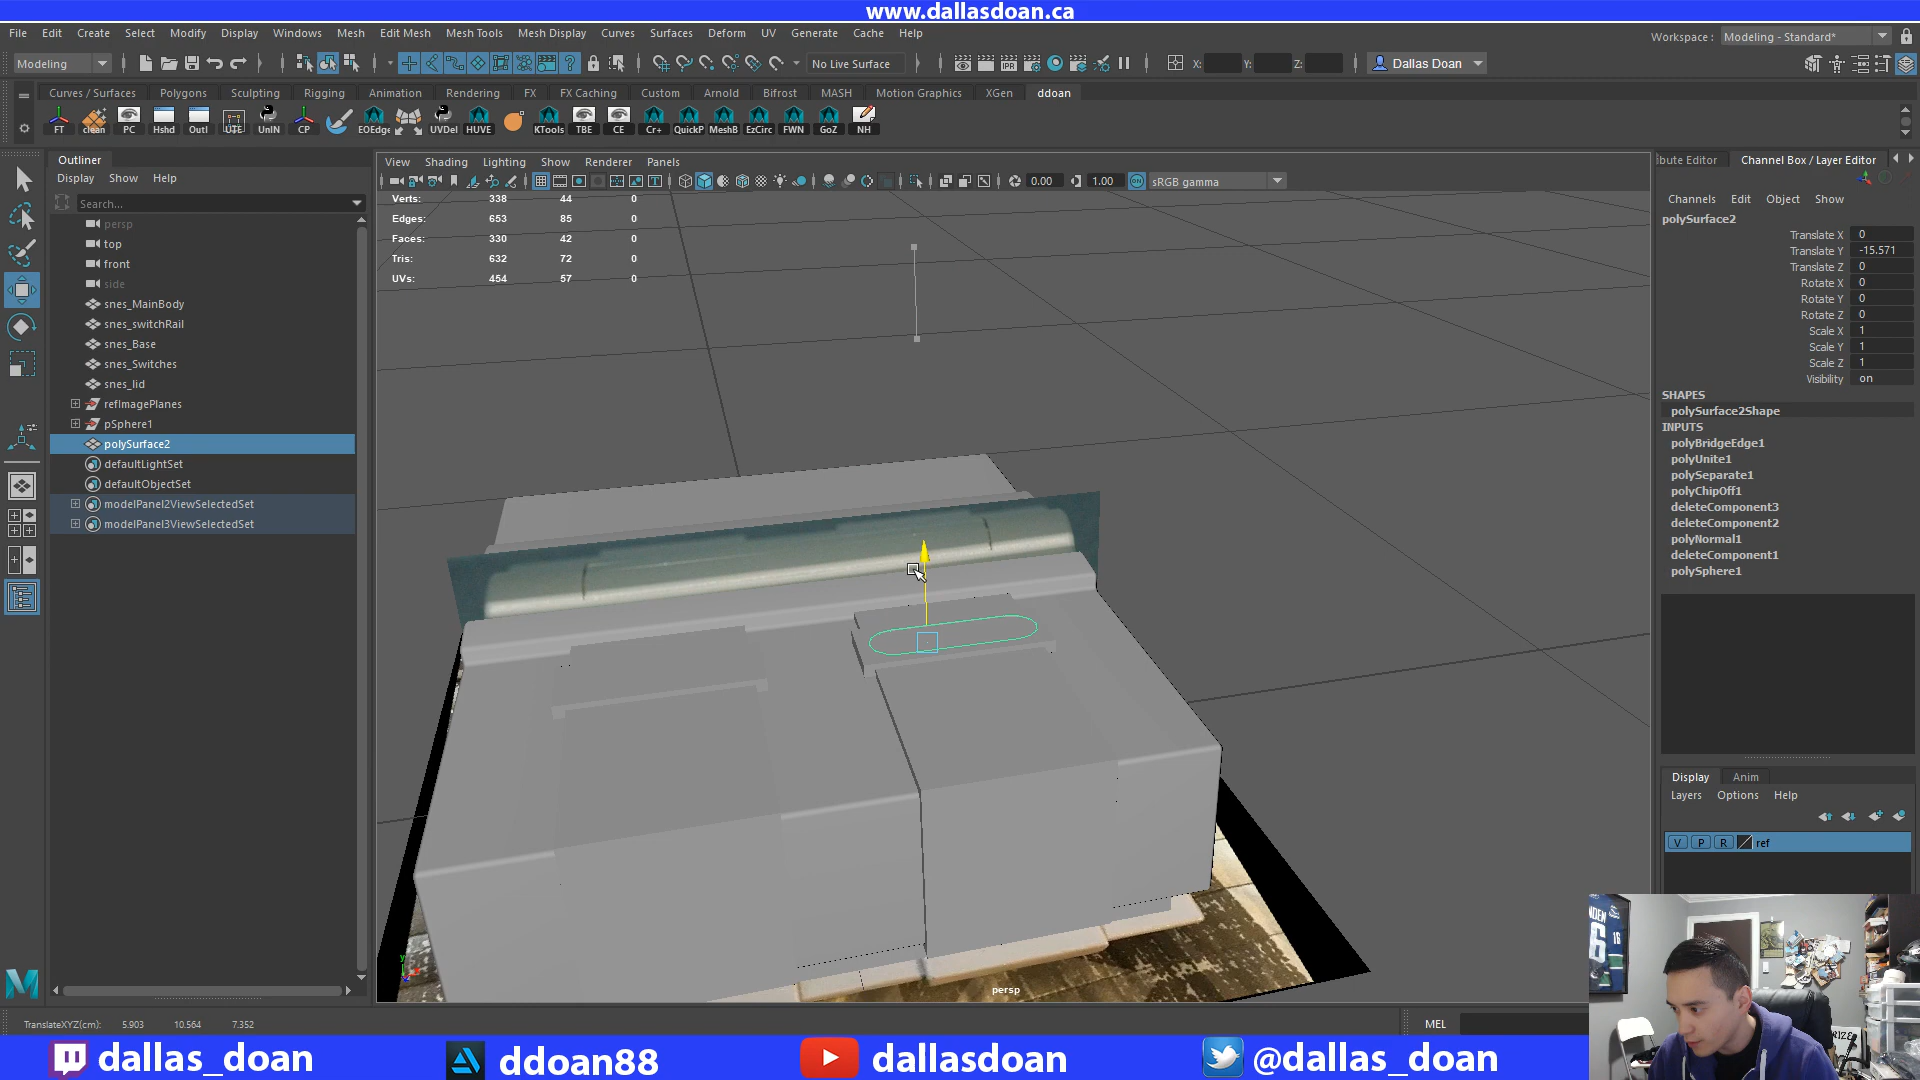 www.dallasdoan.ca
File Edit Create Select Modify Display Windows Mesh Edit Mesh Mesh Tools Mesh Display Curves Surfaces Deform UV Generate Cache Help
Workspace : Modeling - Standard*
Modeling
No Live Surface
X: Y: Z:
Dallas Doan
Curves / Surfaces Polygons Sculpting Rigging Animation Rendering FX FX Caching Custom Arnold Bifrost MASH Motion Graphics XGen ddoan
FT clean PC Hshd Outl UTE UnIN CP EOEdge UVDel HUVE KTools TBE CE Cr+ QuickP MeshB EzCirc FWN GoZ NH
Outliner
Display Show Help
Search...
persp
top
front
side
snes_MainBody
snes_switchRail
snes_Base
snes_Switches
snes_lid
refImagePlanes
pSphere1
polySurface2
defaultLightSet
defaultObjectSet
modelPanel2ViewSelectedSet
modelPanel3ViewSelectedSet
View Shading Lighting Show Renderer Panels
0.00 1.00 sRGB gamma
Verts: 338 44 0
Edges: 653 85 0
Faces: 330 42 0
Tris: 632 72 0
UVs: 454 57 0
persp
ibute Editor Channel Box / Layer Editor
Channels Edit Object Show
polySurface2
Translate X 0
Translate Y -15.571
Translate Z 0
Rotate X 0
Rotate Y 0
Rotate Z 0
Scale X 1
Scale Y 1
Scale Z 1
Visibility on
SHAPES
polySurface2Shape
INPUTS
polyBridgeEdge1
polyUnite1
polySeparate1
polyChipOff1
deleteComponent3
deleteComponent2
polyNormal1
deleteComponent1
polySphere1
Display Anim
Layers Options Help
V P R ref
TranslateXYZ(cm): 5.903 10.564 7.352
MEL
dallas_doan ddoan88 dallasdoan @dallas_doan